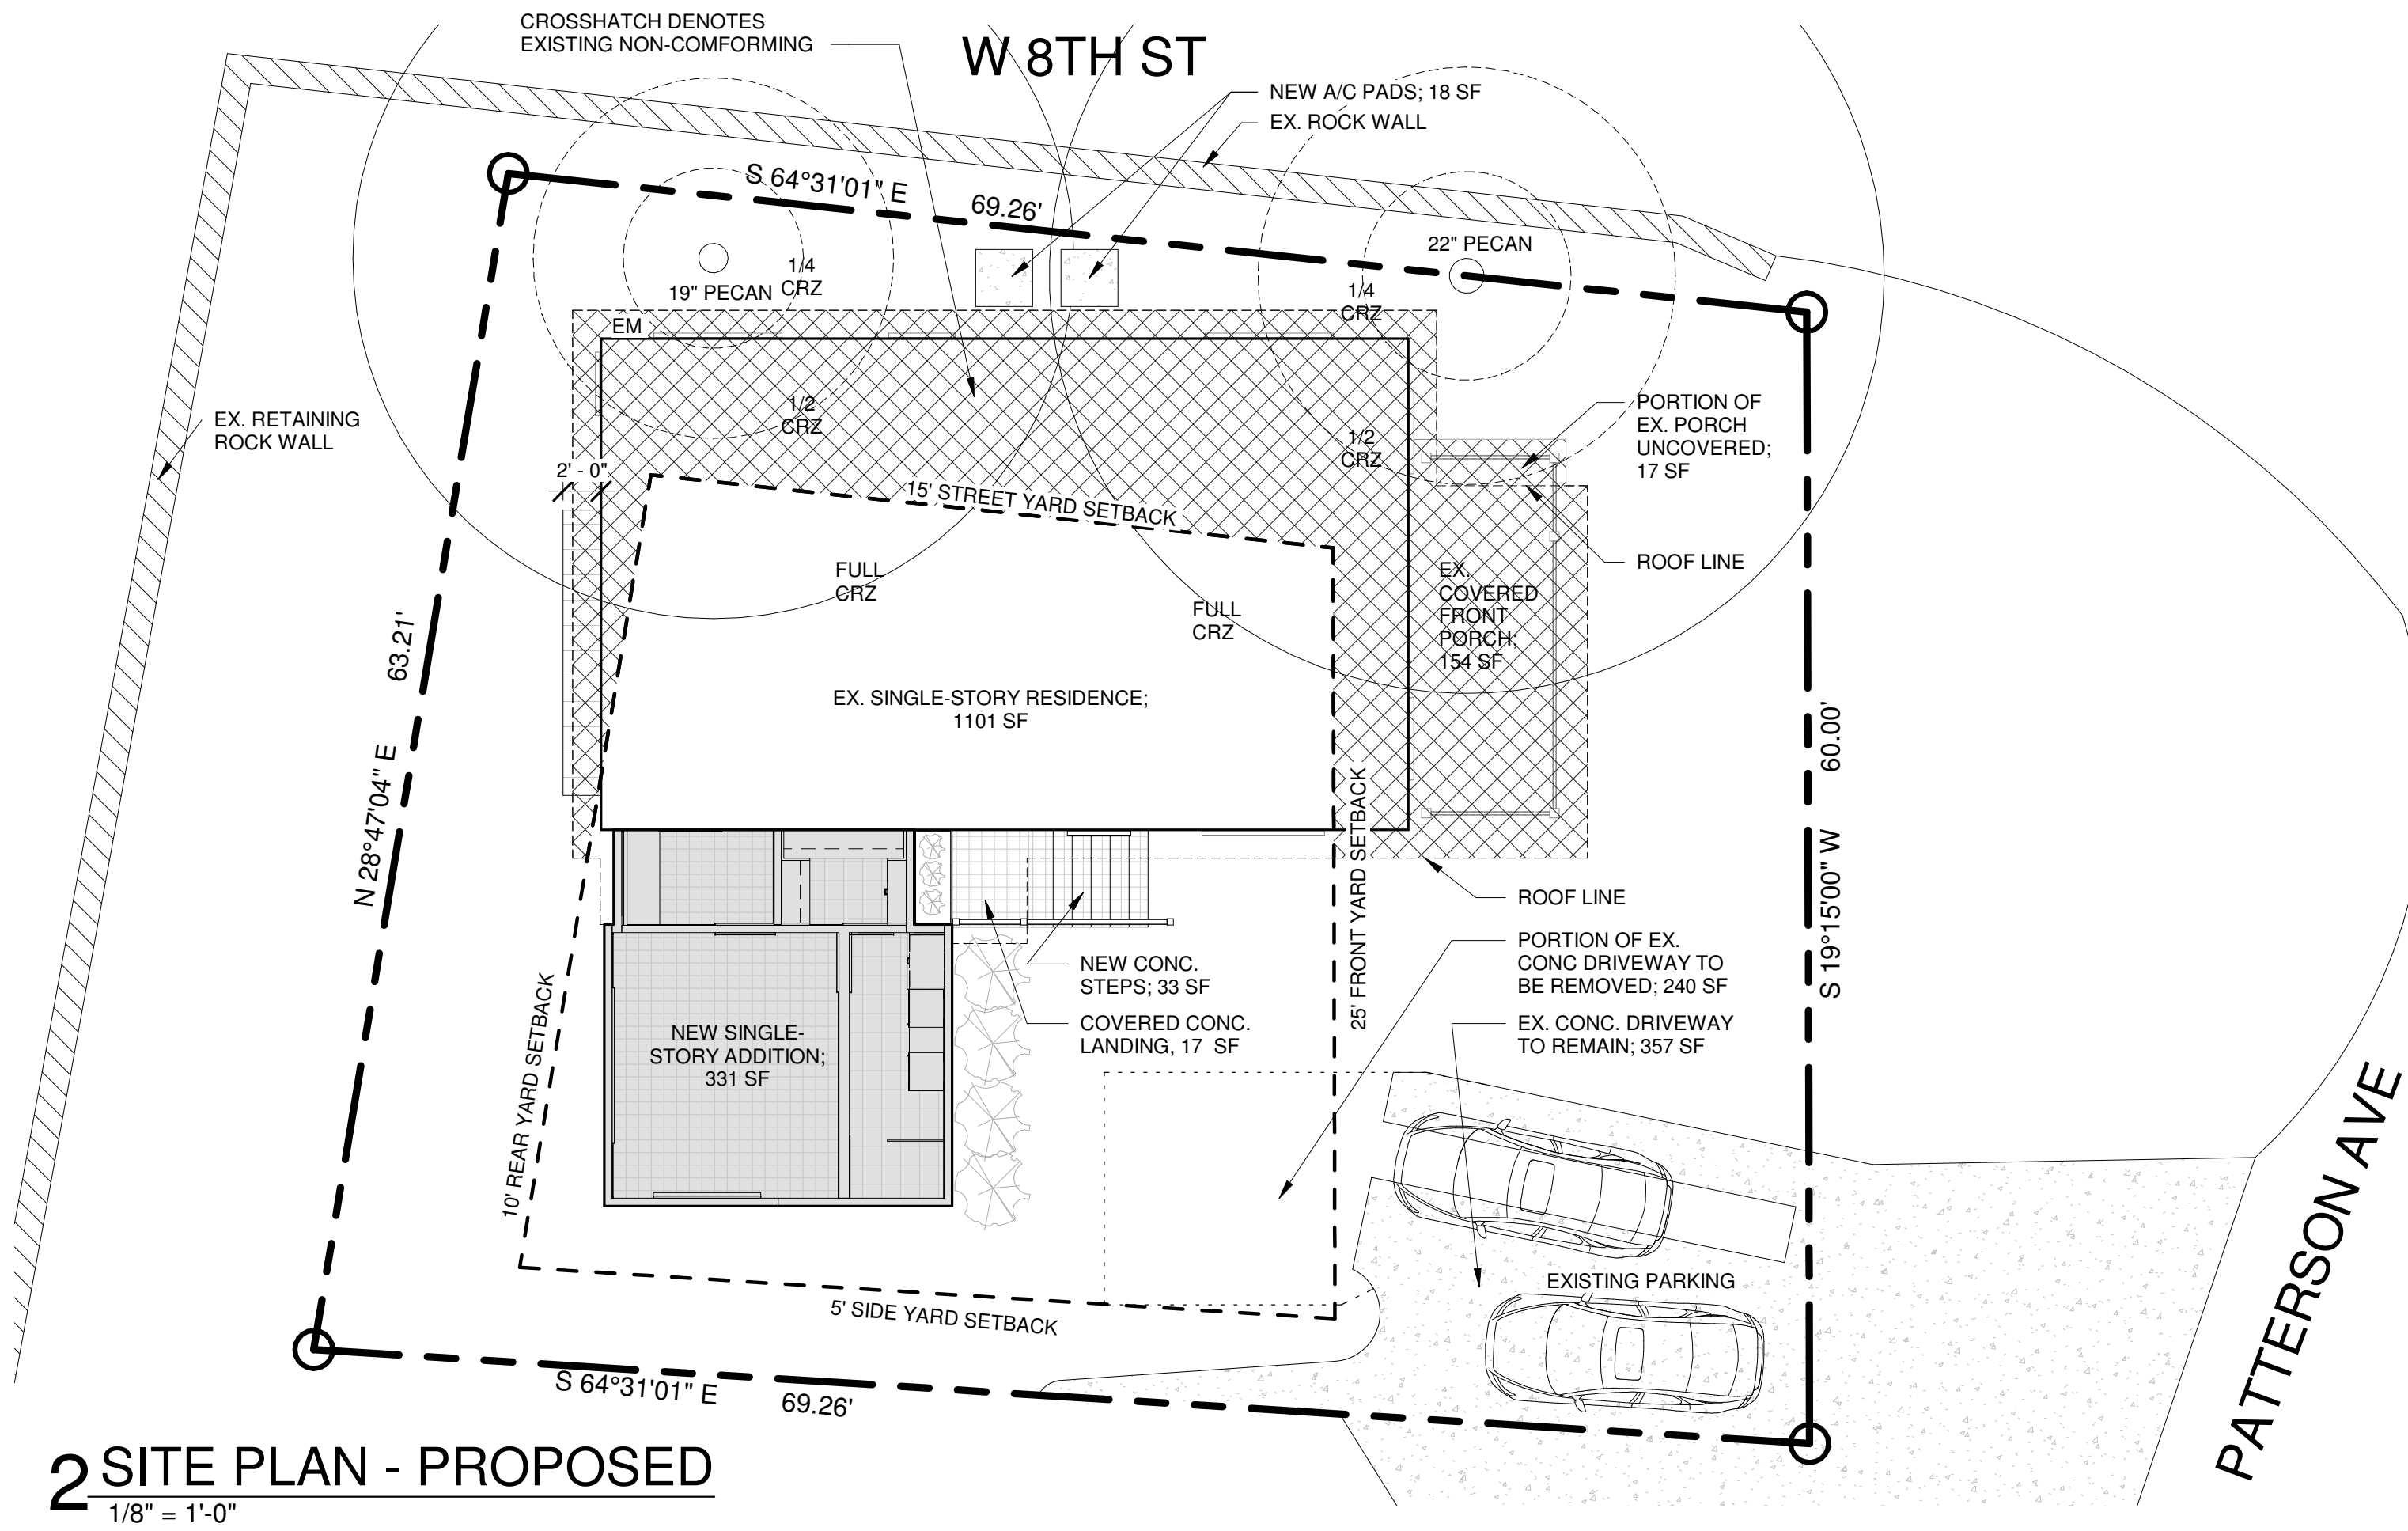 CROSSHATCH DENOTES
EXISTING NON-COMFORMING
W 8TH ST
NEW A/C PADS; 18 SF
EX. ROCK WALL
S 64°31'01" E
69.26'
22" PECAN
1/4
CRZ
19" PECAN
1/4
CRZ
EM
EX. RETAINING
ROCK WALL
1/2
CRZ
1/2
CRZ
PORTION OF
EX. PORCH
UNCOVERED;
17 SF
2' - 0"
15' STREET YARD SETBACK
ROOF LINE
FULL
CRZ
FULL
CRZ
EX.
COVERED
FRONT
PORCH;
154 SF
63.21'
N 28°47'04" E
EX. SINGLE-STORY RESIDENCE;
1101 SF
60.00'
S 19°15'00" W
25' FRONT YARD SETBACK
ROOF LINE
PORTION OF EX.
CONC DRIVEWAY TO
BE REMOVED; 240 SF
NEW CONC.
STEPS; 33 SF
COVERED CONC.
LANDING, 17 SF
EX. CONC. DRIVEWAY
TO REMAIN; 357 SF
10' REAR YARD SETBACK
NEW SINGLE-
STORY ADDITION;
331 SF
PATTERSON AVE
EXISTING PARKING
5' SIDE YARD SETBACK
S 64°31'01" E
69.26'
2 SITE PLAN - PROPOSED
1/8" = 1'-0"